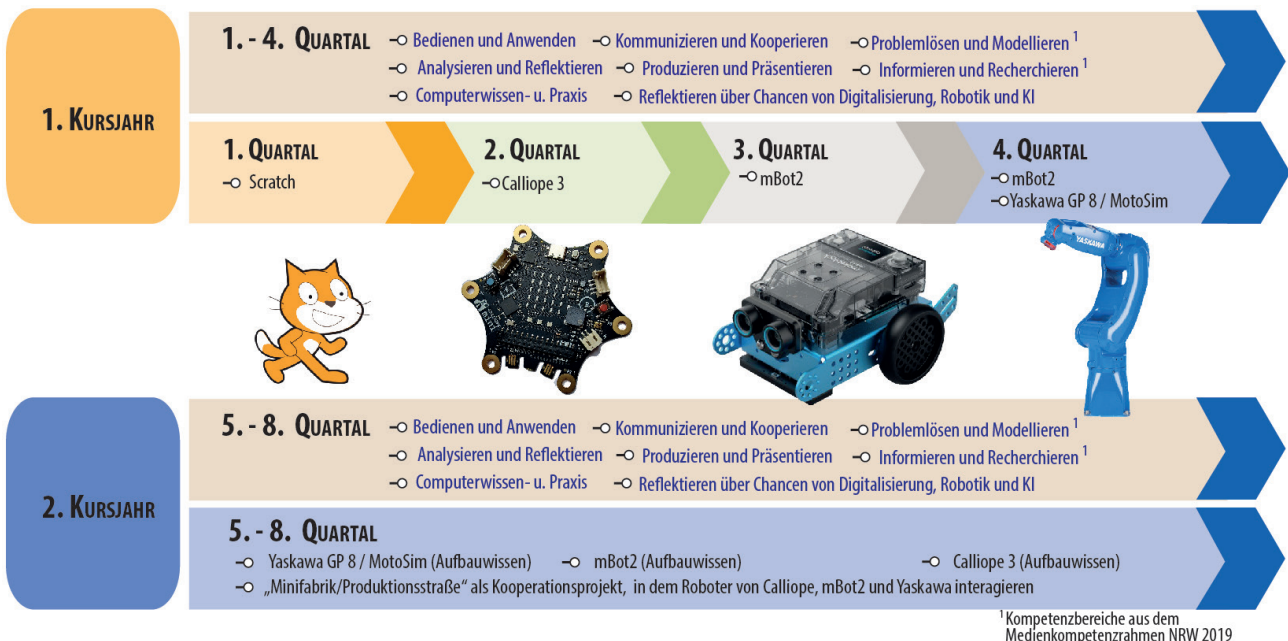 1. KURSJAHR
1. - 4. QUARTAL
Bedienen und Anwenden Kommunizieren und Kooperieren Problemlösen und Modellieren ¹
Analysieren und Reflektieren Produzieren und Präsentieren Informieren und Recherchieren ¹
Computerwissen- u. Praxis Reflektieren über Chancen von Digitalisierung, Robotik und KI
1. QUARTAL
Scratch
2. QUARTAL
Calliope 3
3. QUARTAL
mBot2
4. QUARTAL
mBot2
Yaskawa GP 8 / MotoSim
YASKAWA
2. KURSJAHR
5. - 8. QUARTAL
Bedienen und Anwenden Kommunizieren und Kooperieren Problemlösen und Modellieren ¹
Analysieren und Reflektieren Produzieren und Präsentieren Informieren und Recherchieren ¹
Computerwissen- u. Praxis Reflektieren über Chancen von Digitalisierung, Robotik und KI
5. - 8. QUARTAL
Yaskawa GP 8 / MotoSim (Aufbauwissen) mBot2 (Aufbauwissen) Calliope 3 (Aufbauwissen)
„Minifabrik/Produktionsstraße“ als Kooperationsprojekt, in dem Roboter von Calliope, mBot2 und Yaskawa interagieren
¹ Kompetenzbereiche aus dem
Medienkompetenzrahmen NRW 2019